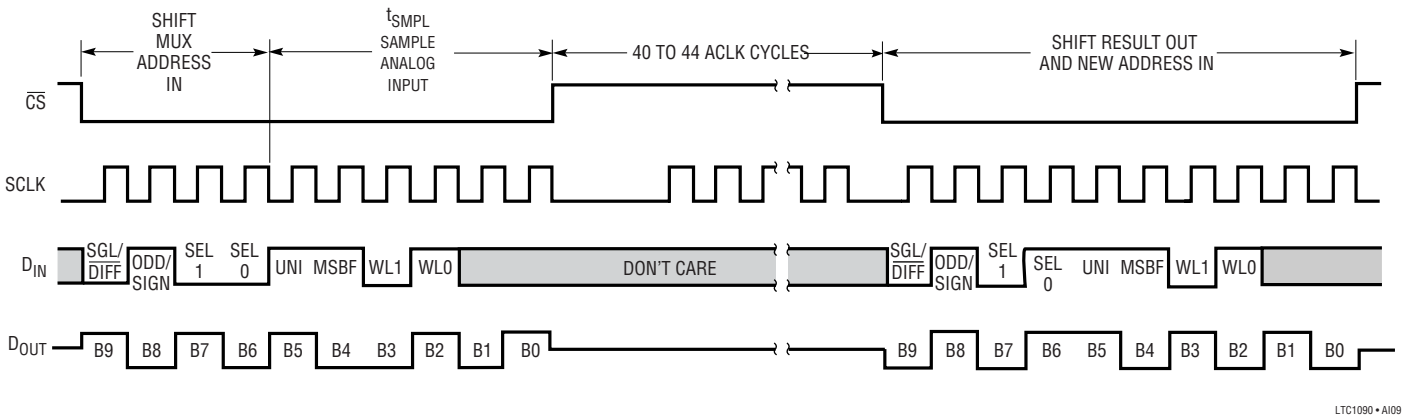 SHIFT
MUX
ADDRESS
IN
tSMPL
SAMPLE
ANALOG
INPUT
40 TO 44 ACLK CYCLES
SHIFT RESULT OUT
AND NEW ADDRESS IN
CS
SCLK
DIN
SGL/
DIFF
ODD/
SIGN
SEL
1
SEL
0
UNI
MSBF
WL1
WL0
DON'T CARE
SGL/
DIFF
ODD/
SIGN
SEL
1
SEL
0
UNI
MSBF
WL1
WL0
DOUT
B9
B8
B7
B6
B5
B4
B3
B2
B1
B0
B9
B8
B7
B6
B5
B4
B3
B2
B1
B0
LTC1090 • AI09